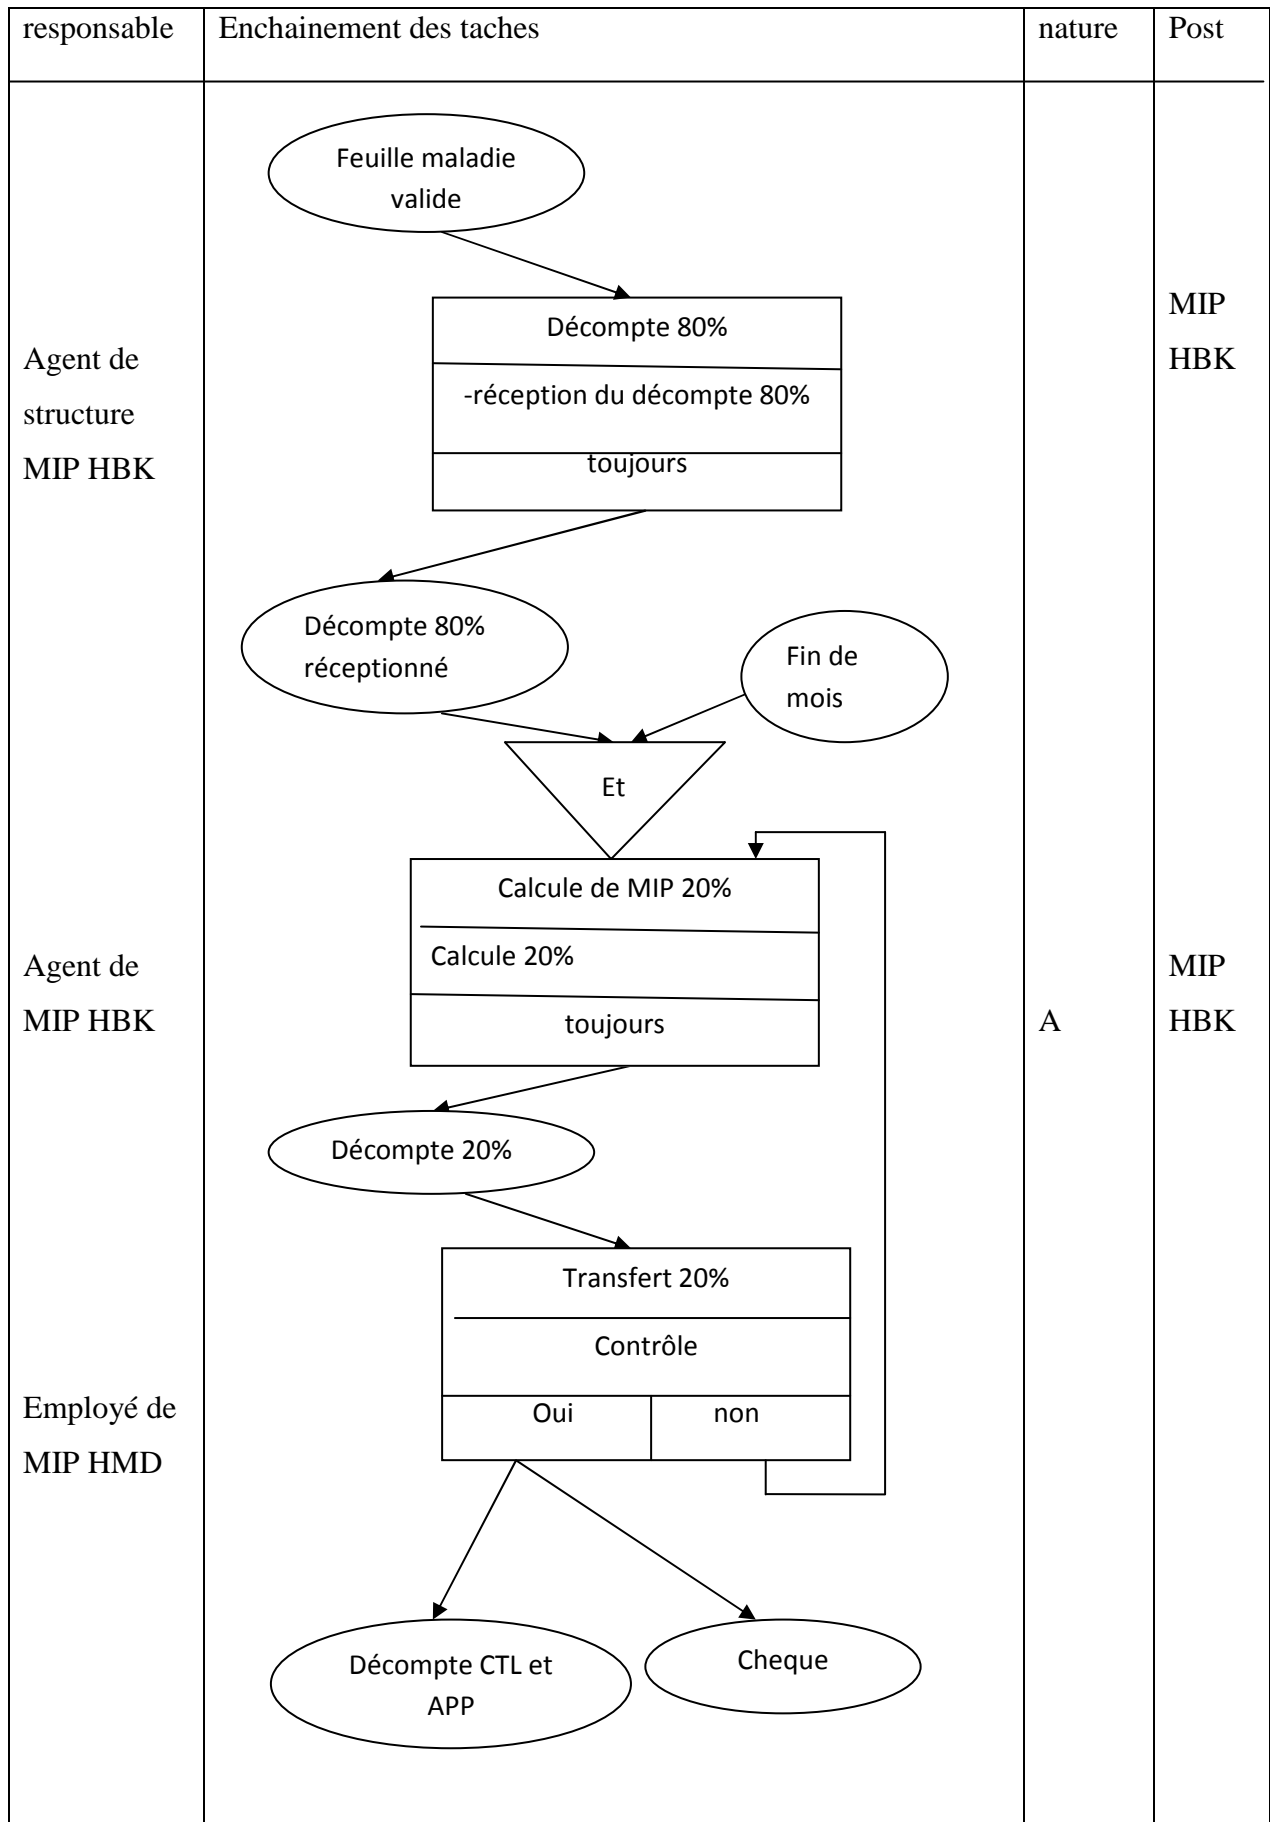 responsable
Enchainement des taches
nature
Post
Feuille maladie
valide
Décompte 80%
-réception du décompte 80%
toujours
Agent de
structure
MIP HBK
MIP
HBK
Décompte 80%
réceptionné
Fin de
mois
Et
Calcule de MIP 20%
Calcule 20%
toujours
Agent de
MIP HBK
A
MIP
HBK
Décompte 20%
Transfert 20%
Contrôle
Oui
non
Employé de
MIP HMD
Décompte CTL et
APP
Cheque